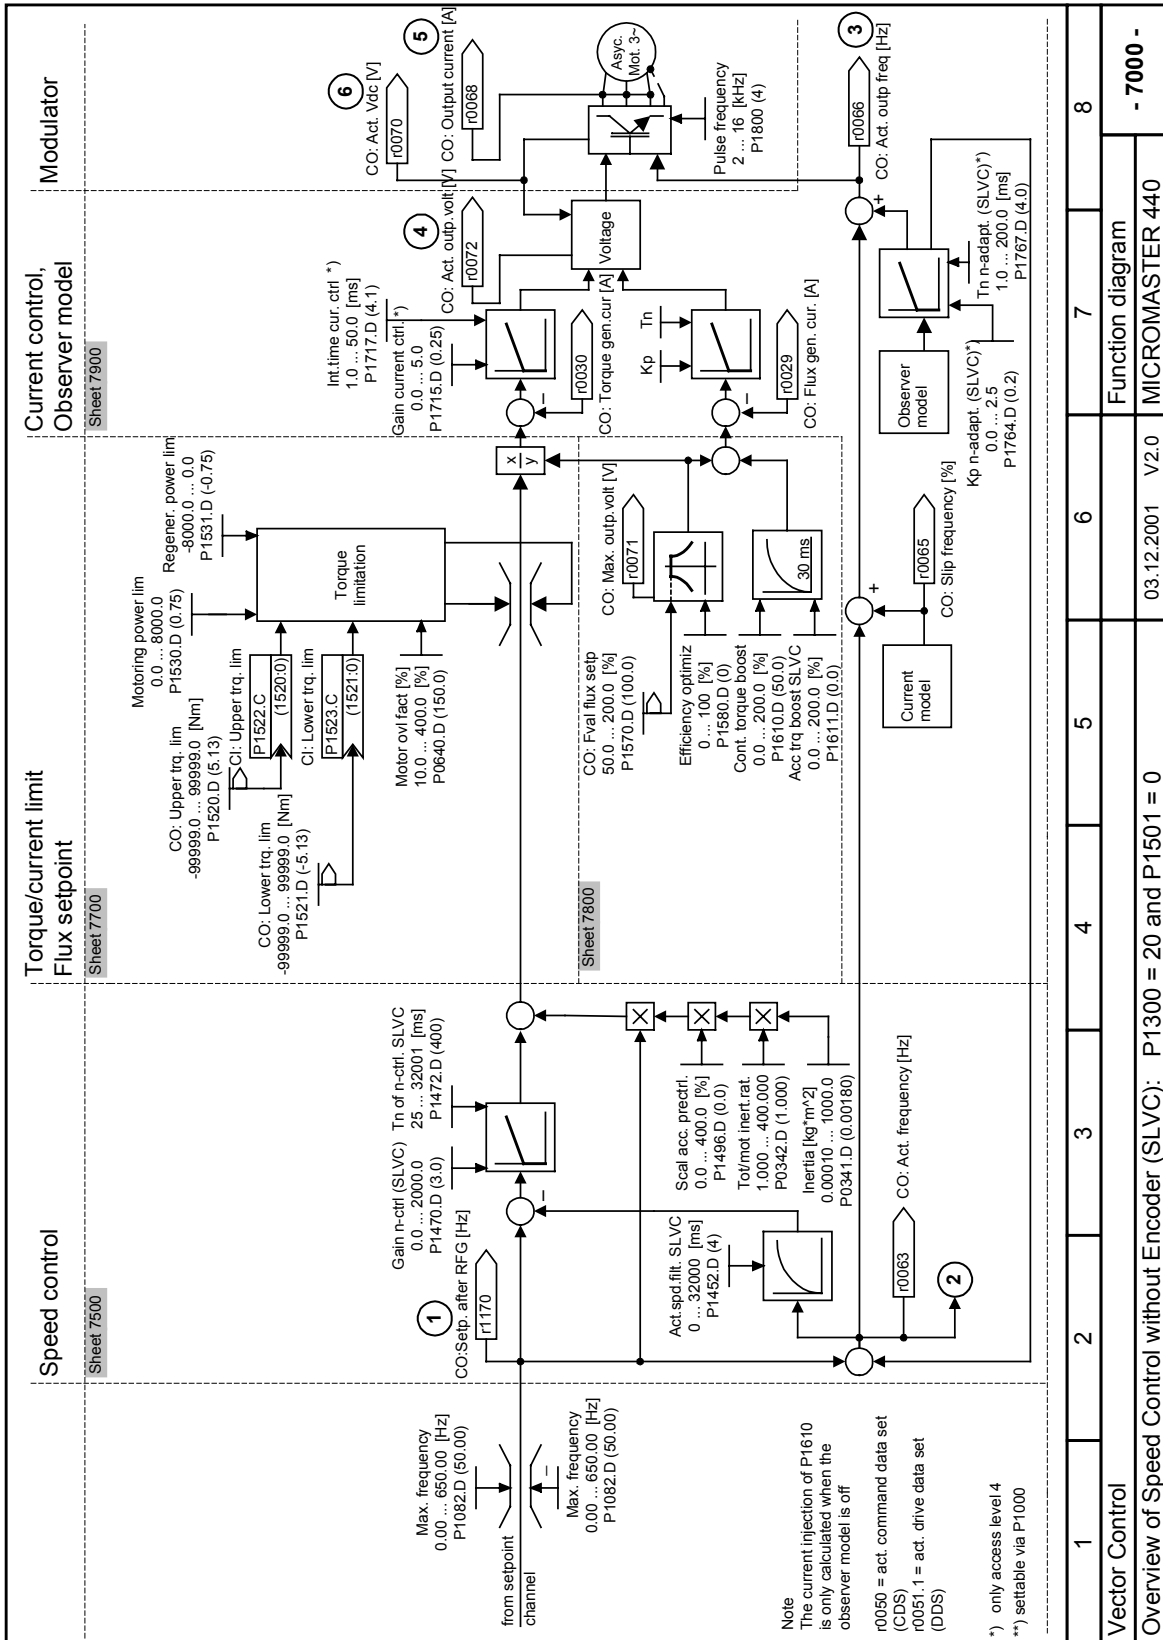 Speed control
Torque/current limit
Flux setpoint
Current control,
Observer model
Modulator
Sheet 7500
Sheet 7700
Sheet 7800
Sheet 7900
from setpoint
channel
Max. frequency
0.00 ... 650.00 [Hz]
P1082.D (50.00)
Max. frequency
0.00 ... 650.00 [Hz]
P1082.D (50.00)
–
1
CO:Setp. after RFG [Hz]
r1170
Gain n-ctrl (SLVC)
0.0 ... 2000.0
P1470.D (3.0)
Tn of n-ctrl. SLVC
25 ... 32001 [ms]
P1472.D (400)
–
Act.spd.filt. SLVC
0 ... 32000 [ms]
P1452.D (4)
Scal acc. prectrl.
0.0 ... 400.0 [%]
P1496.D (0.0)
Tot/mot inert.rat.
1.000 ... 400.000
P0342.D (1.000)
Inertia [kg*m^2]
0.00010 ... 1000.0
P0341.D (0.00180)
r0063
CO: Act. frequency [Hz]
2
CO: Upper trq. lim
-99999.0 ... 99999.0 [Nm]
P1520.D (5.13)
CO: Lower trq. lim
-99999.0 ... 99999.0 [Nm]
P1521.D (-5.13)
CI: Upper trq. lim
P1522.C
(1520:0)
CI: Lower trq. lim
P1523.C
(1521:0)
Motoring power lim
0.0 ... 8000.0
P1530.D (0.75)
Regener. power lim
-8000.0 ... 0.0
P1531.D (-0.75)
Torque
limitation
Motor ovl fact [%]
10.0 ... 400.0 [%]
P0640.D (150.0)
CO: Fval flux setp
50.0 ... 200.0 [%]
P1570.D (100.0)
CO: Max. outp.volt [V]
r0071
Efficiency optimiz
0 ... 100 [%]
P1580.D (0)
Cont. torque boost
0.0 ... 200.0 [%]
P1610.D (50.0)
Acc trq boost SLVC
0.0 ... 200.0 [%]
P1611.D (0.0)
30 ms
x
y
Current
model
r0065
CO: Slip frequency [%]
+
Int.time cur. ctrl *)
1.0 ... 50.0 [ms]
P1717.D (4.1)
Gain current ctrl.*)
0.0 ... 5.0
P1715.D (0.25)
–
r0030
CO: Torque gen.cur [A]
Kp
Tn
–
r0029
CO: Flux gen. cur. [A]
4
CO: Act. outp.volt [V]
r0072
Voltage
6
CO: Act. Vdc [V]
r0070
5
CO: Output current [A]
r0068
Asyc.
Mot. 3~
Pulse frequency
2 ... 16 [kHz]
P1800 (4)
3
CO: Act. outp freq [Hz]
r0066
+
Observer
model
Kp n-adapt. (SLVC)*)
0.0 ... 2.5
P1764.D (0.2)
Tn n-adapt. (SLVC)*)
1.0 ... 200.0 [ms]
P1767.D (4.0)
Note
The current injection of P1610
is only calculated when the
observer model is off
r0050 = act. command data set
(CDS)
r0051.1 = act. drive data set
(DDS)
*) only access level 4
**) settable via P1000
1 2 3 4 5 6 7 8
Vector Control
Function diagram
- 7000 -
Overview of Speed Control without Encoder (SLVC): P1300 = 20 and P1501 = 0
03.12.2001 V2.0
MICROMASTER 440